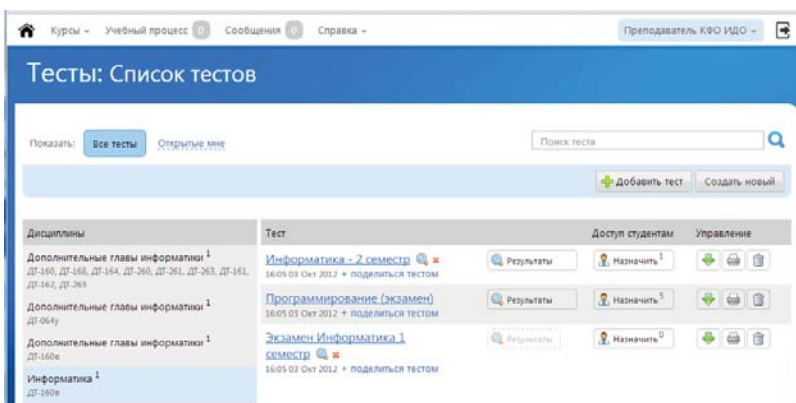 Курсы Учебный процесс 0 Сообщения 0 Справка Преподаватель КФО ИДО
Тесты: Список тестов
Показать: Все тесты Открытые мне Поиск теста
Добавить тест Создать новый
Дисциплины Тест Доступ студентам Управление
Дополнительные главы информатики 1
ДТ-160, ДТ-168, ДТ-164, ДТ-260, ДТ-261, ДТ-263, ДТ-161,
ДТ-162, ДТ-265
Дополнительные главы информатики 1
ДТ-064у
Дополнительные главы информатики 1
ДТ-160в
Информатика 1
ДТ-160в
Информатика - 2 семестр Результаты Назначить 1
16:05 03 Окт 2012 + поделиться тестом
Программирование (экзамен) Результаты Назначить 5
16:05 03 Окт 2012 + поделиться тестом
Экзамен Информатика 1 Результаты Назначить 0
семестр
16:05 03 Окт 2012 + поделиться тестом